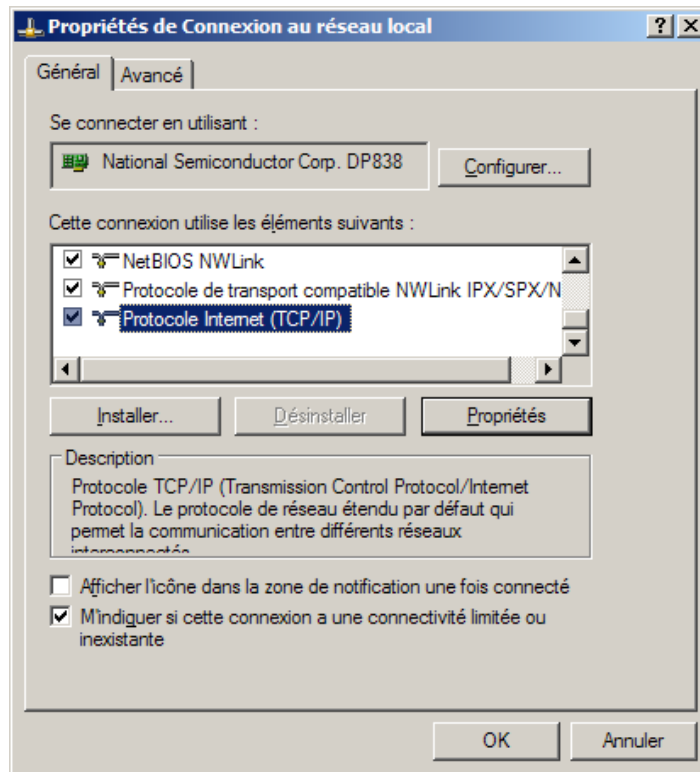 Propriétés de Connexion au réseau local
Général
Avancé
Se connecter en utilisant :
National Semiconductor Corp. DP838
Configurer...
Cette connexion utilise les éléments suivants :
NetBIOS NWLink
Protocole de transport compatible NWLink IPX/SPX/N
Protocole Internet (TCP/IP)
Installer...
Désinstaller
Propriétés
Description
Protocole TCP/IP (Transmission Control Protocol/Internet
Protocol). Le protocole de réseau étendu par défaut qui
permet la communication entre différents réseaux
interconnectés.
Afficher l'icône dans la zone de notification une fois connecté
M'indiquer si cette connexion a une connectivité limitée ou
inexistante
OK
Annuler